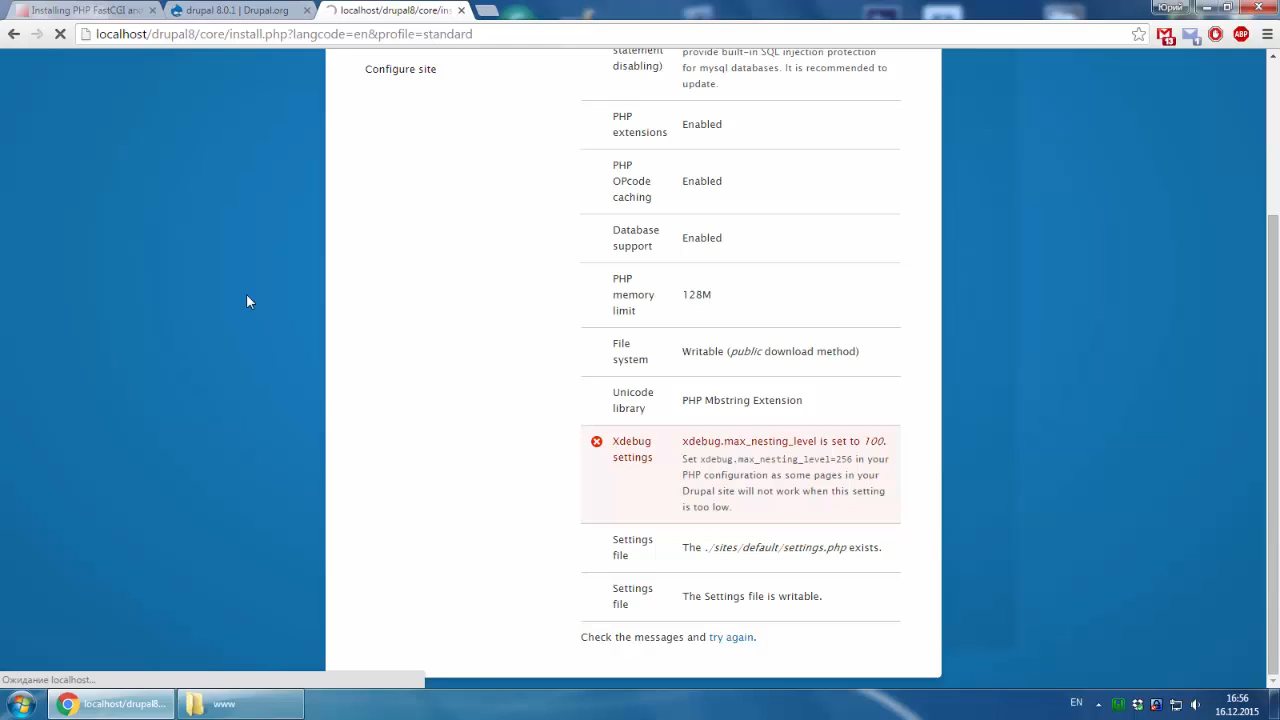 Installing PHP FastCGI and
drupal 8.0.1 | Drupal.org
localhost/drupal8/core/ins
Юрий
localhost/drupal8/core/install.php?langcode=en&profile=standard
13
1
ABP
Configure site
statement
disabling)
provide built-in SQL injection protection
for mysql databases. It is recommended to
update.
PHP
extensions
Enabled
PHP
OPcode
caching
Enabled
Database
support
Enabled
PHP
memory
limit
128M
File
system
Writable (public download method)
Unicode
library
PHP Mbstring Extension
Xdebug
settings
xdebug.max_nesting_level is set to 100.
Set xdebug.max_nesting_level=256 in your
PHP configuration as some pages in your
Drupal site will not work when this setting
is too low.
Settings
file
The ./sites/default/settings.php exists.
Settings
file
The Settings file is writable.
Check the messages and try again.
Ожидание localhost...
localhost/drupal8...
www
EN
16:56
16.12.2015